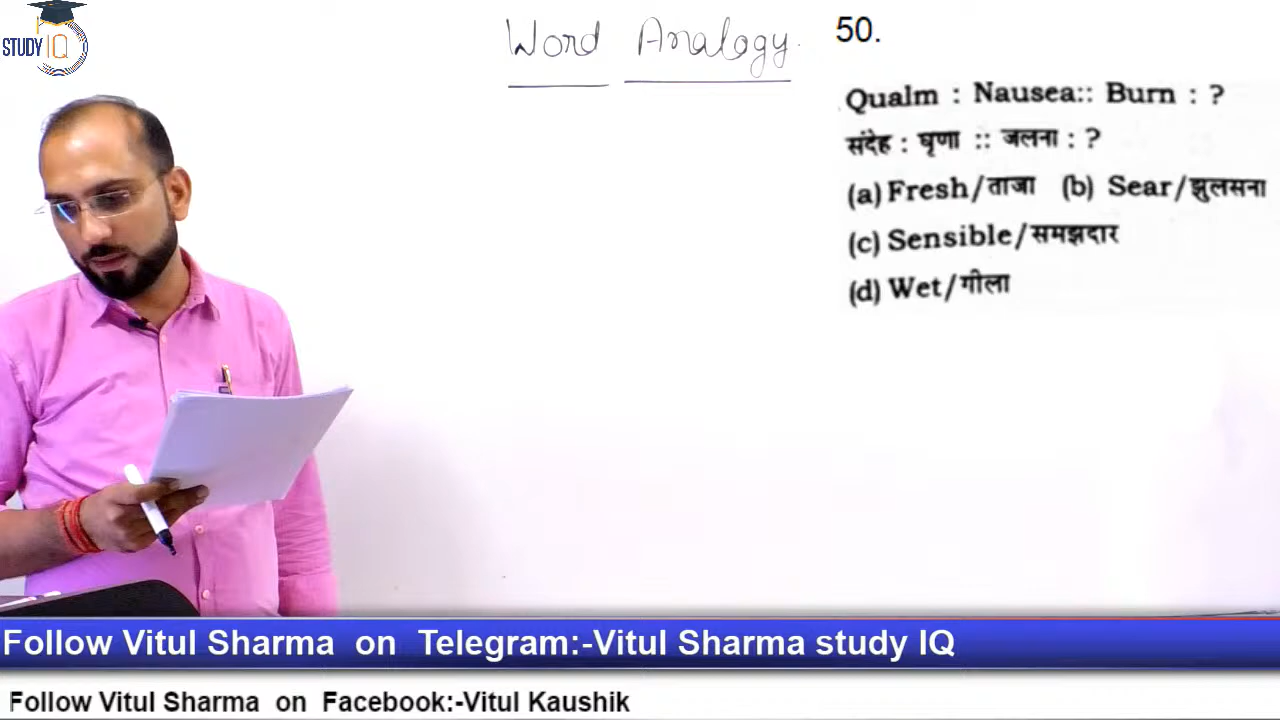 STUDY IQ
Word Analogy.
50.
Qualm : Nausea:: Burn : ?
संदेह : घृणा :: जलना : ?
(a) Fresh/ताजा (b) Sear/झुलसना
(c) Sensible/समझदार
(d) Wet/गीला
Follow Vitul Sharma on Telegram:-Vitul Sharma study IQ
Follow Vitul Sharma on Facebook:-Vitul Kaushik